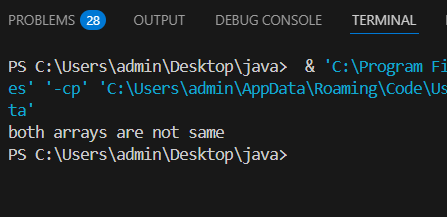 PROBLEMS 28 OUTPUT DEBUG CONSOLE TERMINAL
PS C:\Users\admin\Desktop\java>  & 'C:\Program Fi
es' '-cp' 'C:\Users\admin\AppData\Roaming\Code\Us
ta'
both arrays are not same
PS C:\Users\admin\Desktop\java>